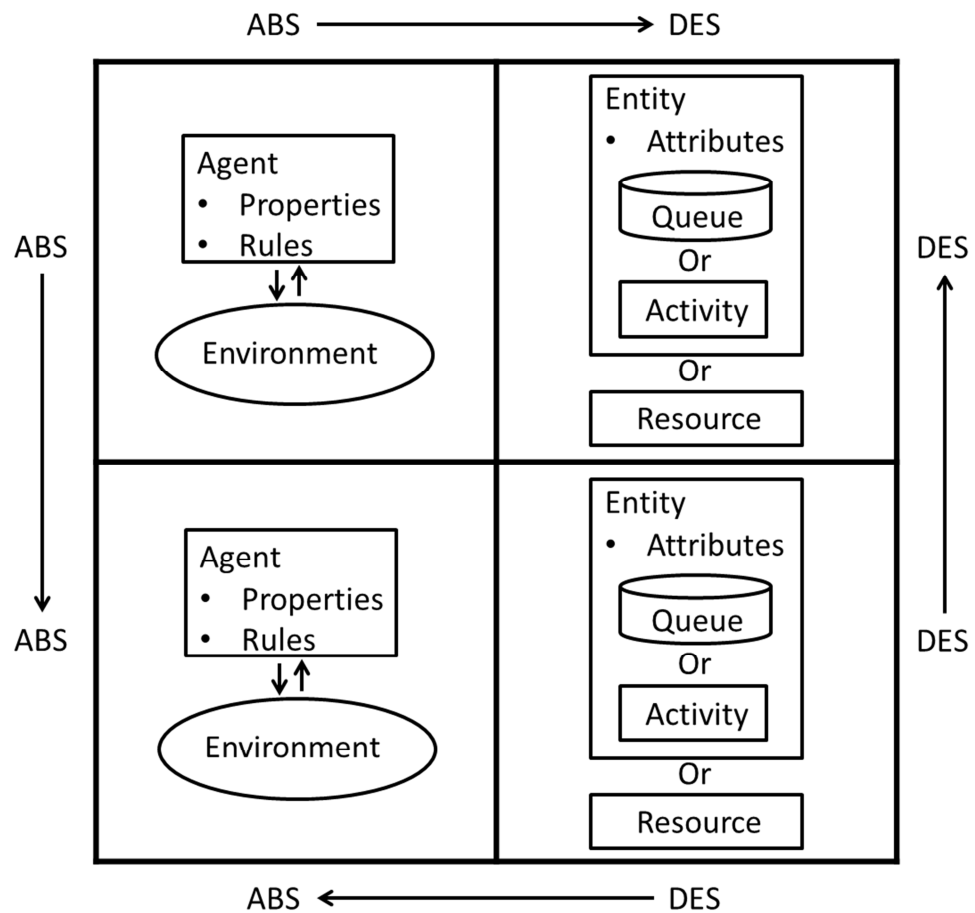 ABS
DES
Agent
• Properties
• Rules
Environment
Entity
• Attributes
Queue
Or
Activity
Or
Resource
ABS
DES
Agent
• Properties
• Rules
Environment
Entity
• Attributes
Queue
Or
Activity
Or
Resource
ABS
DES
ABS
DES